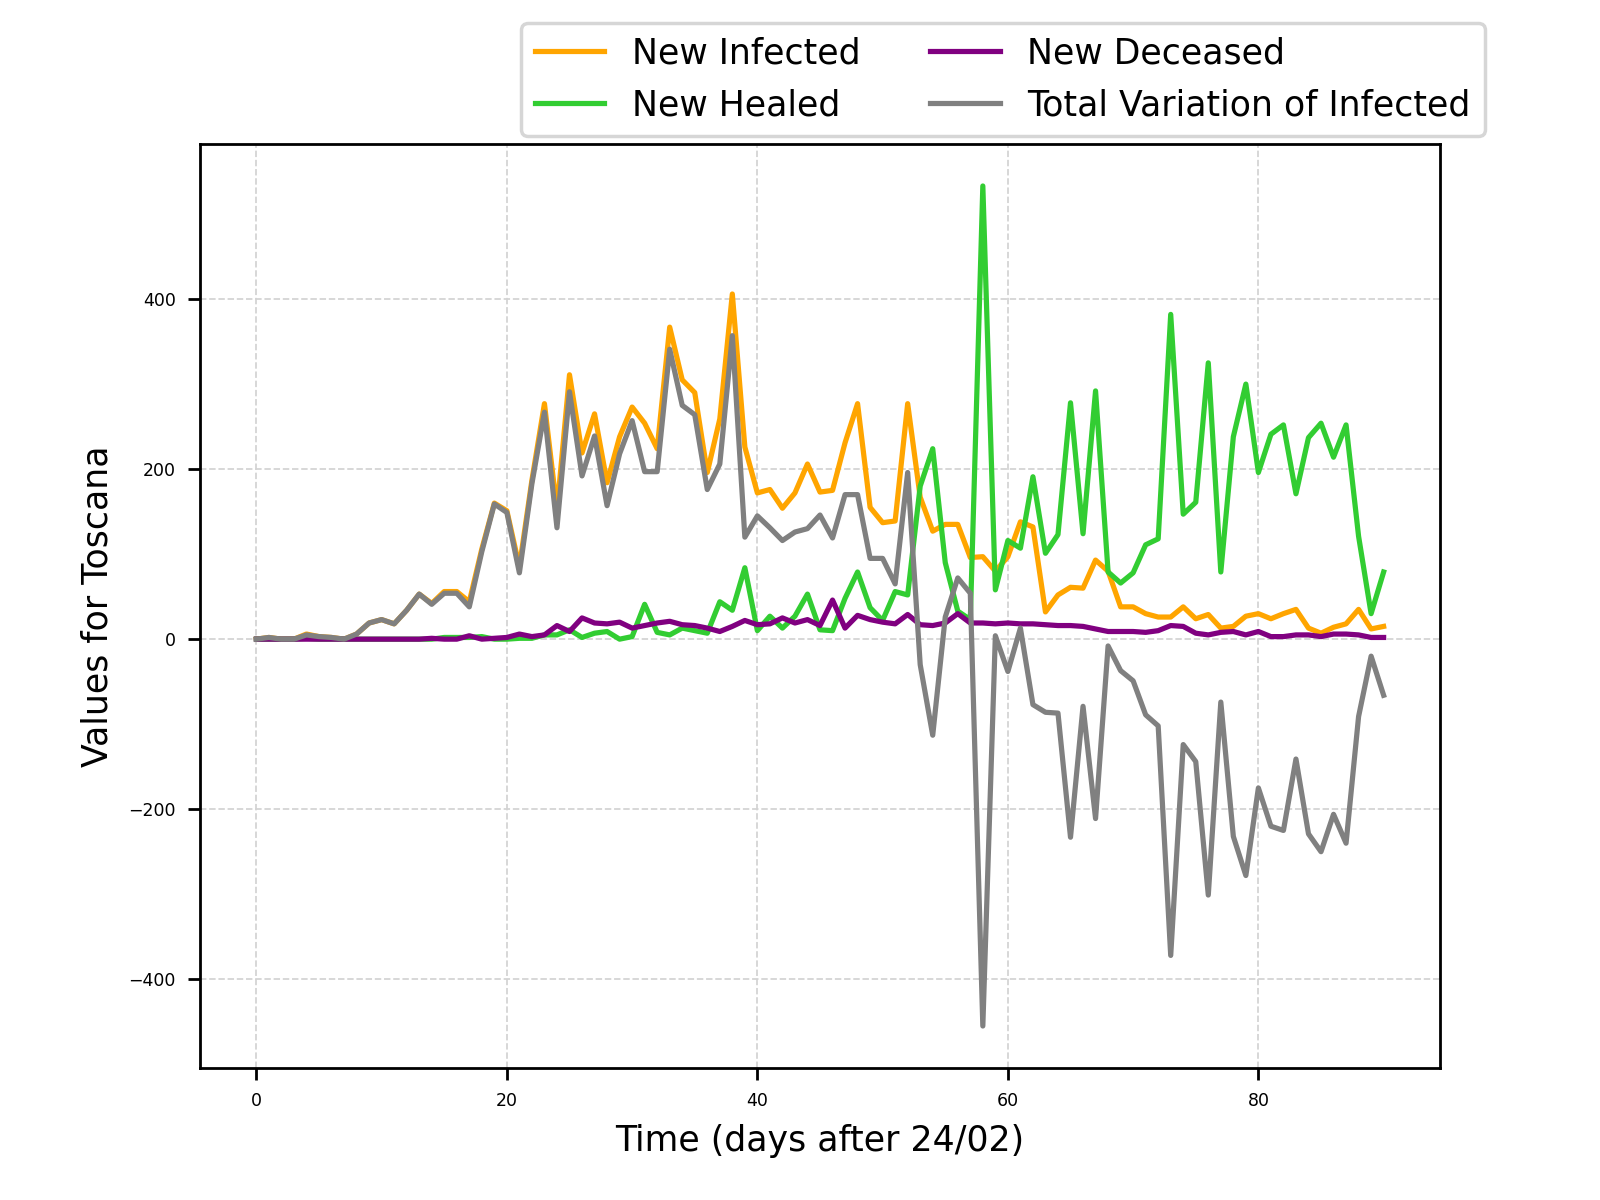 New Infected
New Healed
New Deceased
Total Variation of Infected
Values for Toscana
400
200
0
−200
−400
0 20 40 60 80
Time (days after 24/02)